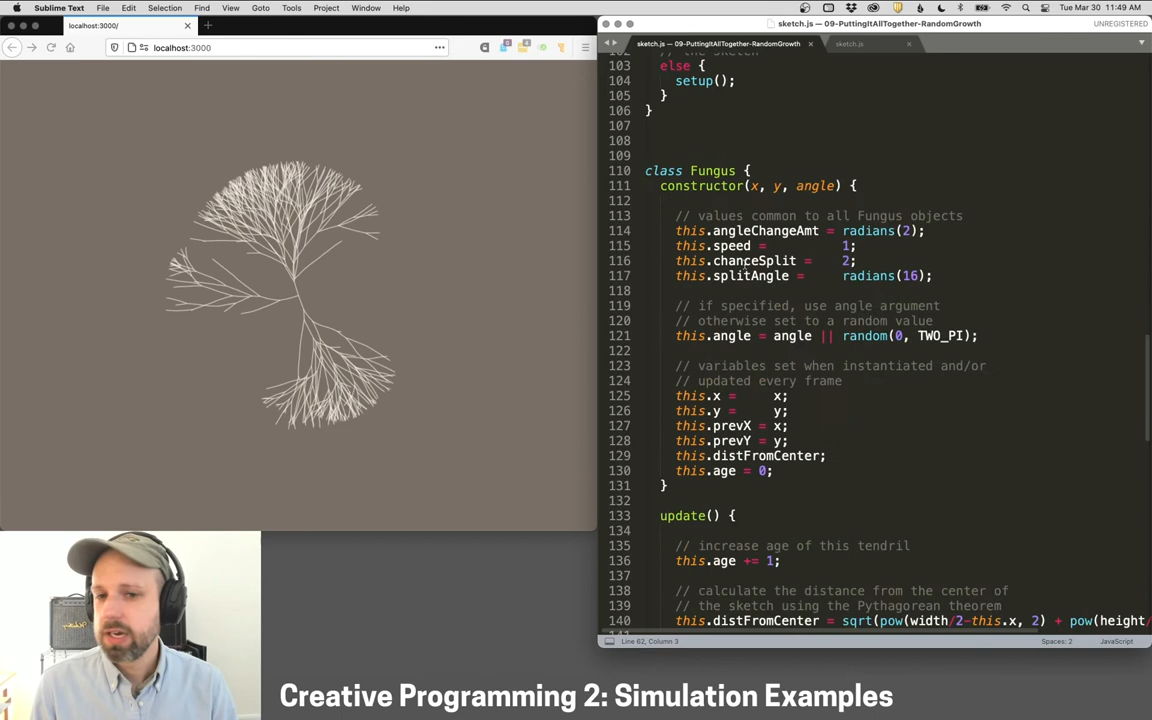 Sublime Text File Edit Selection Find View Goto Tools Project Window Help
Tue Mar 30 11:49 AM
localhost:3000/
localhost:3000
sketch.js — 09-PuttingItAllTogether-RandomGrowth
UNREGISTERED
sketch.js — 09-PuttingItAllTogether-RandomGrowth
sketch.js
102 // the sketch
103 else {
104 setup();
105 }
106 }
107
108
109
110 class Fungus {
111 constructor(x, y, angle) {
112
113 // values common to all Fungus objects
114 this.angleChangeAmt = radians(2);
115 this.speed = 1;
116 this.chanceSplit = 2;
117 this.splitAngle = radians(16);
118
119 // if specified, use angle argument
120 // otherwise set to a random value
121 this.angle = angle || random(0, TWO_PI);
122
123 // variables set when instantiated and/or
124 // updated every frame
125 this.x = x;
126 this.y = y;
127 this.prevX = x;
128 this.prevY = y;
129 this.distFromCenter;
130 this.age = 0;
131 }
132
133 update() {
134
135 // increase age of this tendril
136 this.age += 1;
137
138 // calculate the distance from the center of
139 // the sketch using the Pythagorean theorem
140 this.distFromCenter = sqrt(pow(width/2-this.x, 2) + pow(height/
141
Line 62, Column 3
Spaces: 2
JavaScript
Creative Programming 2: Simulation Examples